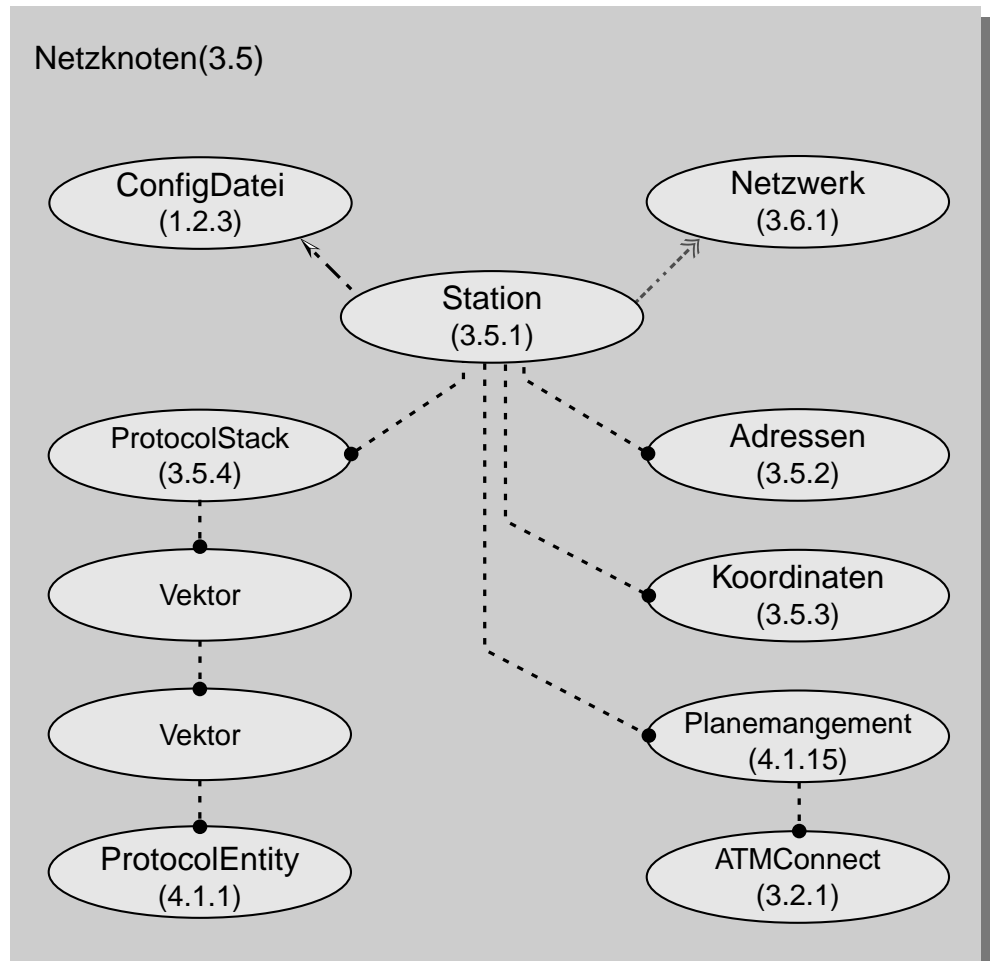 Netzknoten(3.5)
ConfigDatei
(1.2.3)
Netzwerk
(3.6.1)
Station
(3.5.1)
ProtocolStack
(3.5.4)
Adressen
(3.5.2)
Vektor
Koordinaten
(3.5.3)
Vektor
Planemangement
(4.1.15)
ProtocolEntity
(4.1.1)
ATMConnect
(3.2.1)